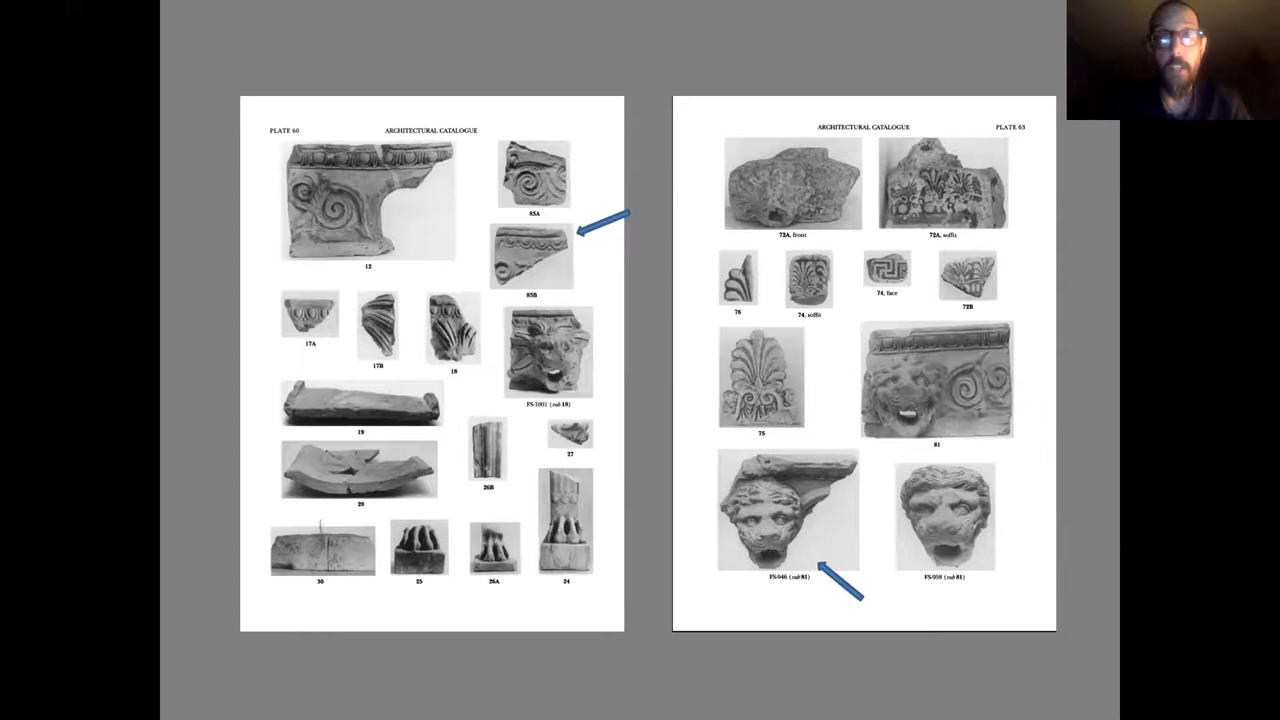 PLATE 60 ARCHITECTURAL CATALOGUE
83A
12
83B
17A
17B
18
FS-1001 (sub 18)
19
27
26B
20
30
25
26A
24
ARCHITECTURAL CATALOGUE PLATE 63
72A, front
72A, soffit
76
74, soffit
74, face
72B
75
81
FS-946 (sub 81)
FS-958 (sub 81)